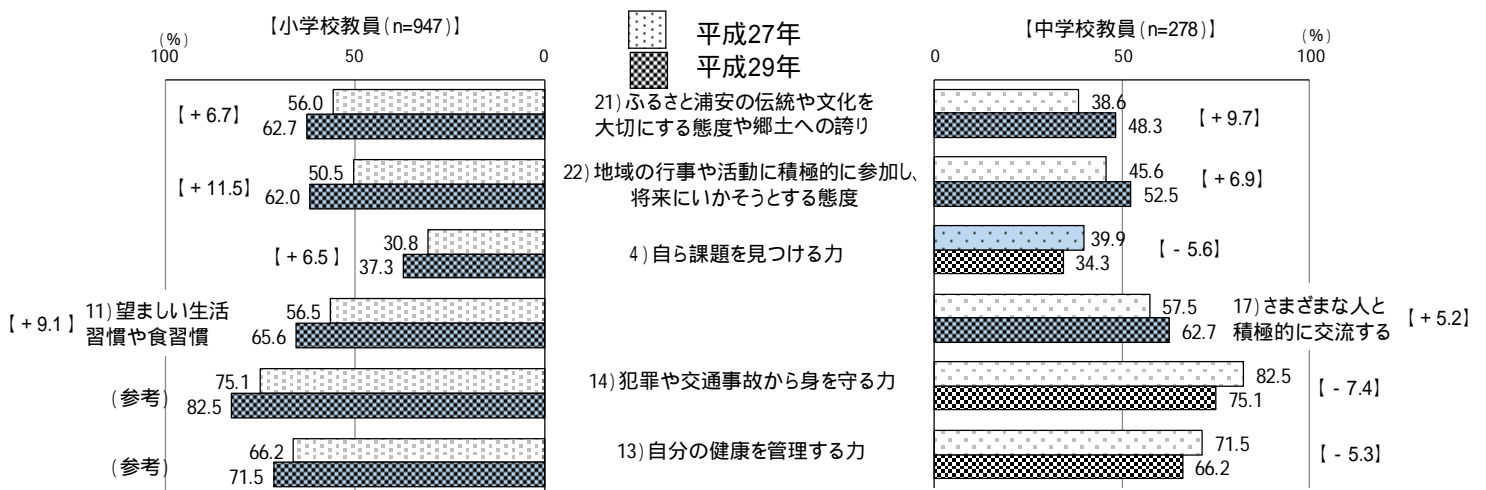 【小学校教員(n=947)】
(%)
100
50
0
平成27年
平成29年
【中学校教員(n=278)】
(%)
0
50
100
【+6.7】
56.0
62.7
21)ふるさと浦安の伝統や文化を
大切にする態度や郷土への誇り
38.6
48.3
【+9.7】
【+11.5】
50.5
62.0
22)地域の行事や活動に積極的に参加し、
将来にいかそうとする態度
45.6
52.5
【+6.9】
【+6.5】
30.8
37.3
4)自ら課題を見つける力
39.9
34.3
【-5.6】
【+9.1】
11)望ましい生活
習慣や食習慣
56.5
65.6
57.5
62.7
17)さまざまな人と
積極的に交流する
【+5.2】
(参考)
75.1
82.5
14)犯罪や交通事故から身を守る力
82.5
75.1
【-7.4】
(参考)
66.2
71.5
13)自分の健康を管理する力
71.5
66.2
【-5.3】